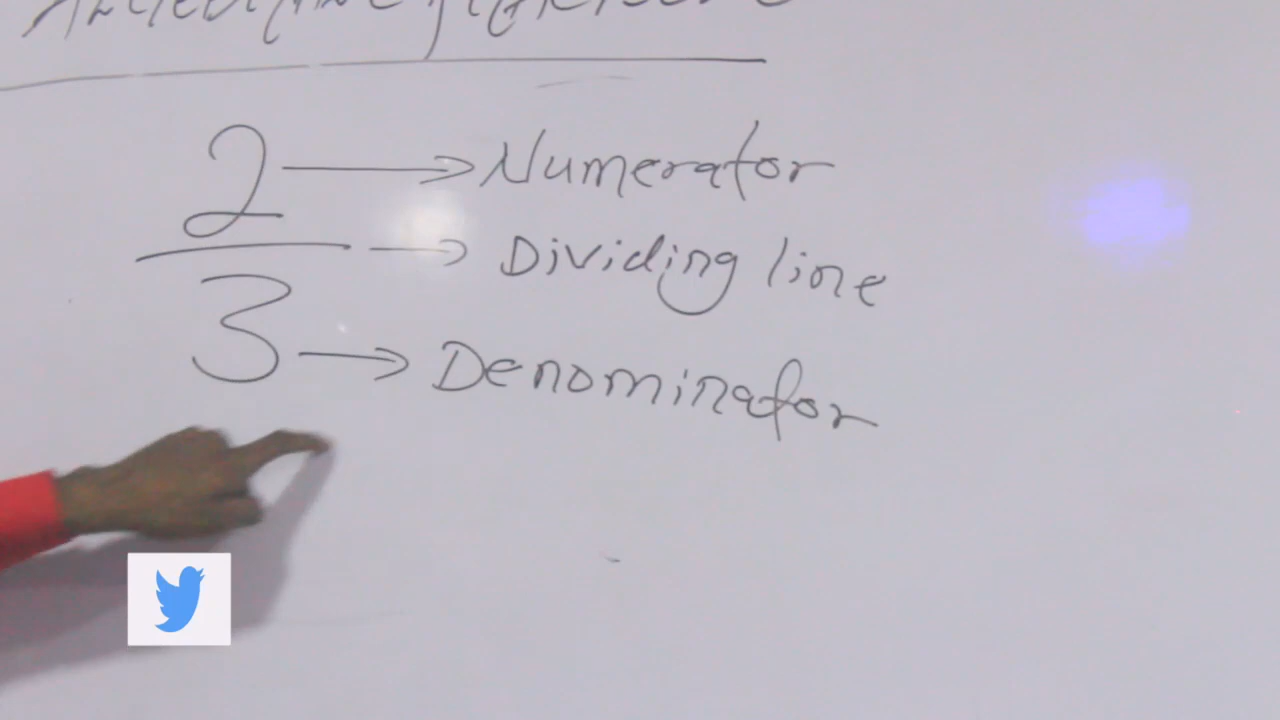 2 → Numerator
→ Dividing line
3 → Denominator